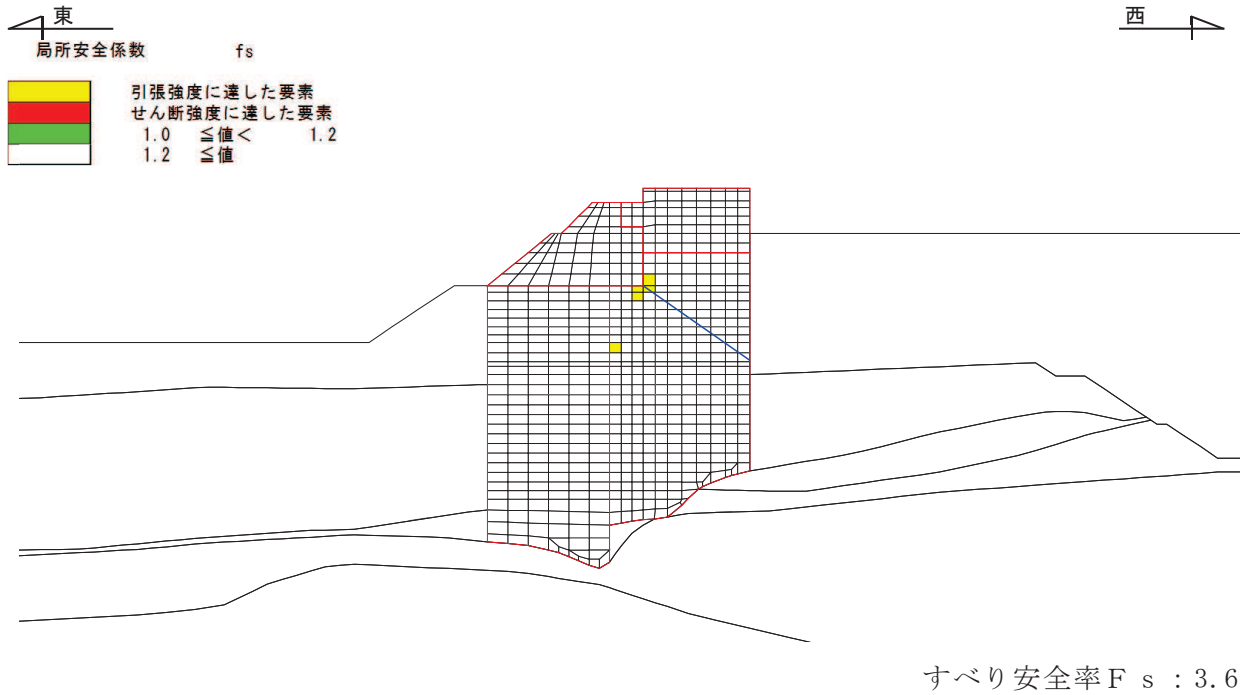 東
西
局所安全係数 fs
引張強度に達した要素
せん断強度に達した要素
1.0 ≦値< 1.2
1.2 ≦値
すべり安全率Fs:3.6